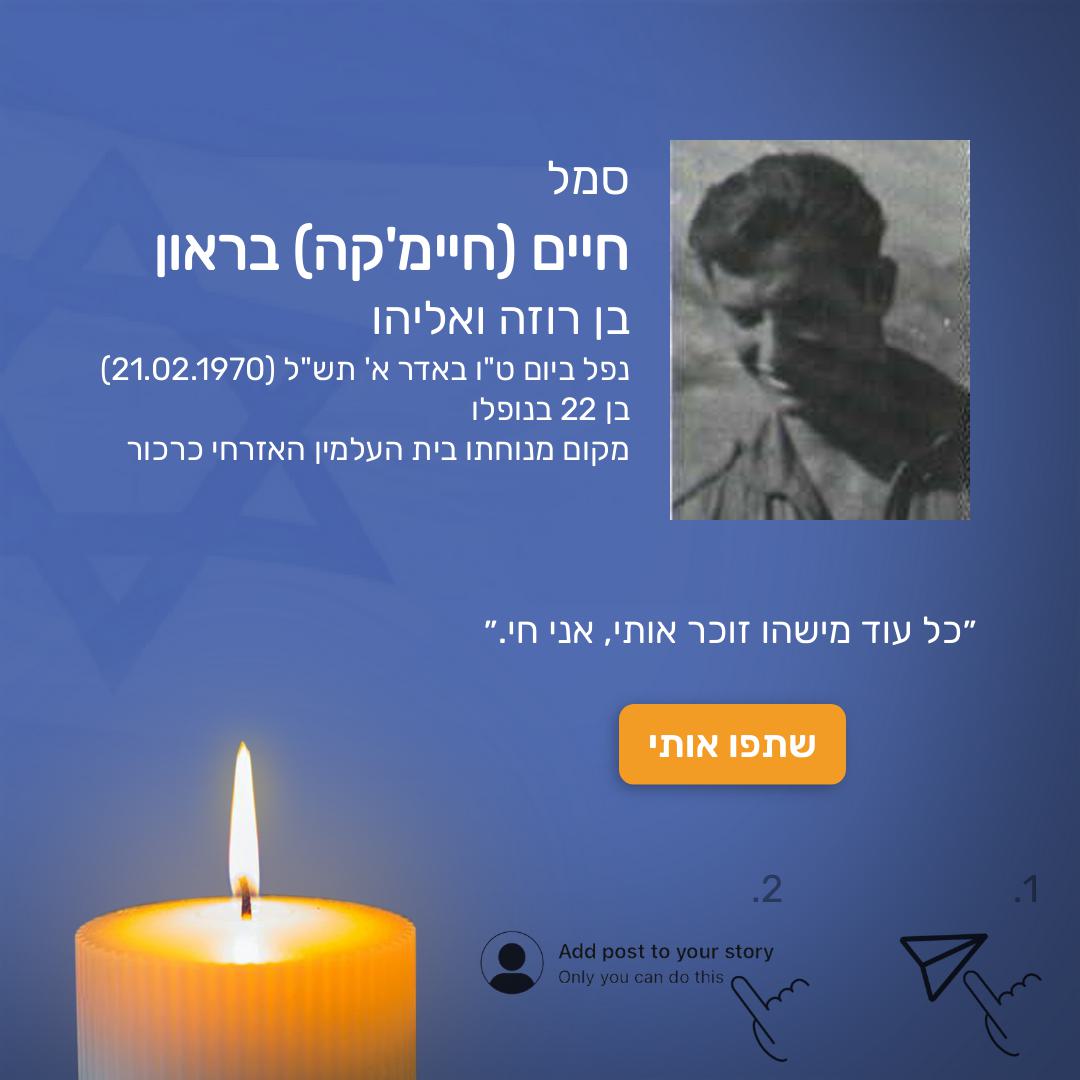 סמל
חיים (חיימ'קה) בראון
בן רוזה ואליהו
נפל ביום ט"ו באדר א' תש"ל (21.02.1970)
בן 22 בנופלו
מקום מנוחתו בית העלמין האזרחי כרכור
״כל עוד מישהו זוכר אותי, אני חי.״
שתפו אותי
1.
2.
Add post to your story
Only you can do this